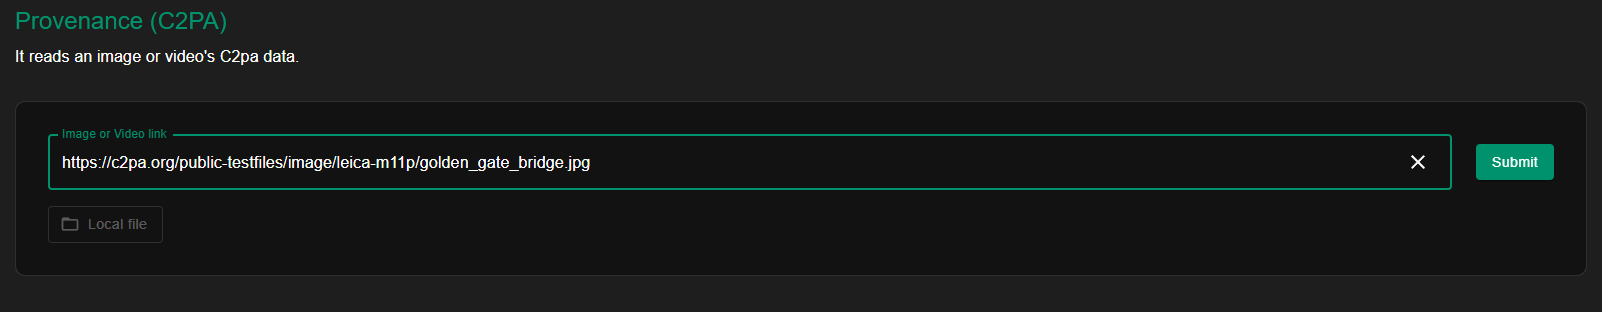 Provenance (C2PA)
It reads an image or video's C2pa data.
Image or Video link
https://c2pa.org/public-testfiles/image/leica-m11p/golden_gate_bridge.jpg
Submit
Local file